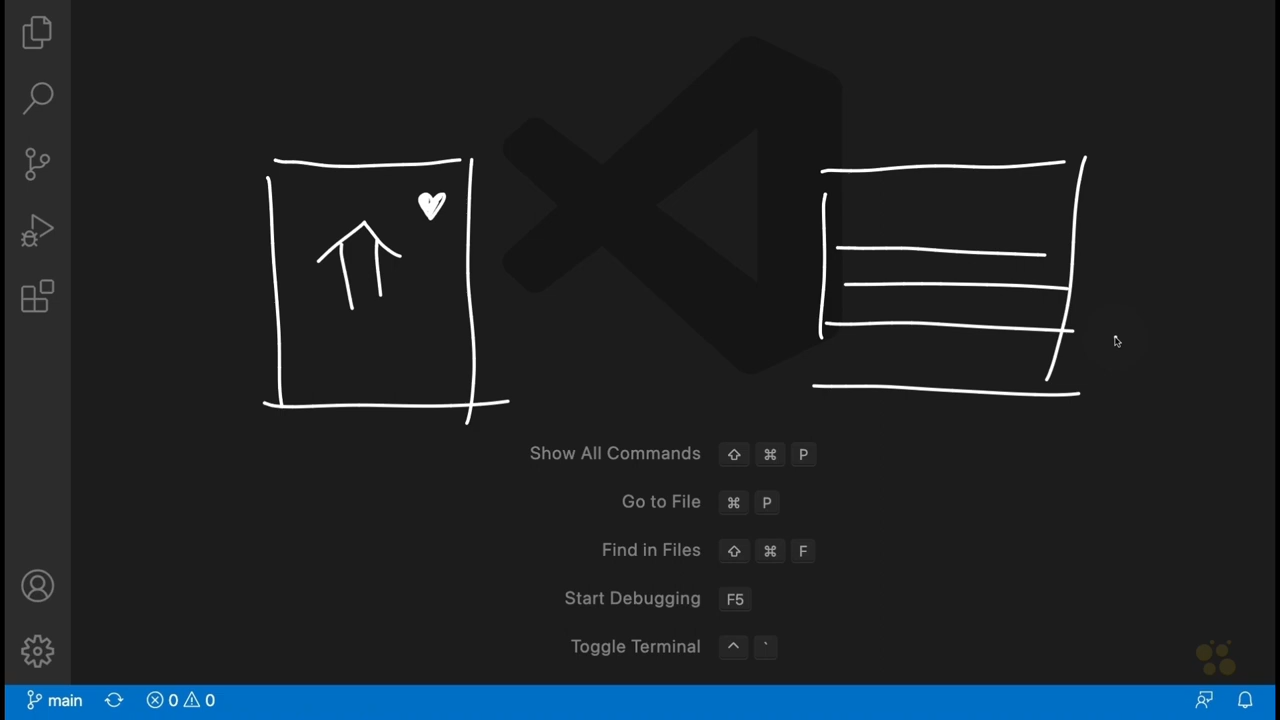 Show All Commands ⇧ ⌘ P
Go to File ⌘ P
Find in Files ⇧ ⌘ F
Start Debugging F5
Toggle Terminal ^ `
main 0 0